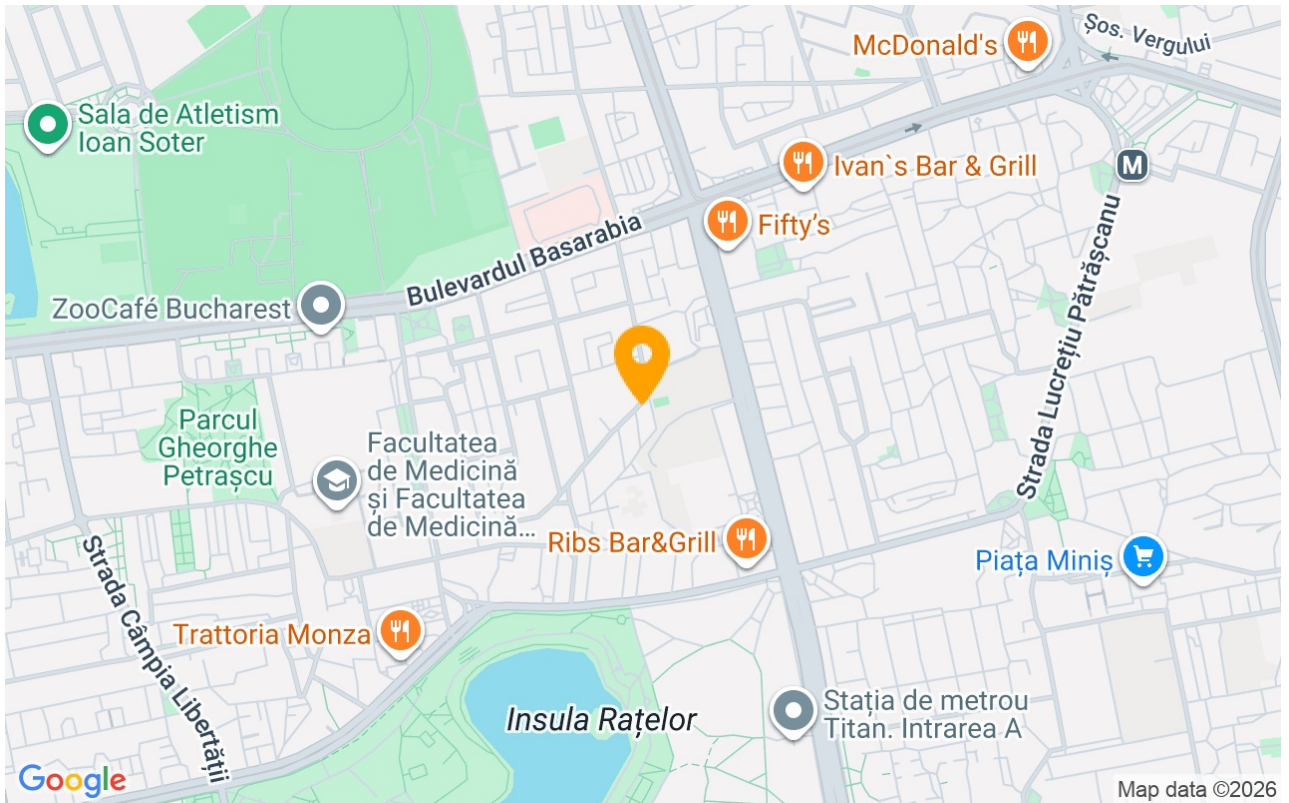 Șos. Vergului
McDonald's
Sala de Atletism
Ioan Soter
M
Ivan`s Bar & Grill
Fifty’s
Bulevardul Basarabia
Strada Lucrețiu Pătrășcanu
ZooCafé Bucharest
Parcul
Gheorghe
Petrașcu
Facultatea
de Medicină
și Facultatea
de Medicină...
Ribs Bar&Grill
Piața Miniș
Strada Câmpia Libertății
Trattoria Monza
Insula Rațelor
Stația de metrou
Titan. Intrarea A
Google
Map data ©2026